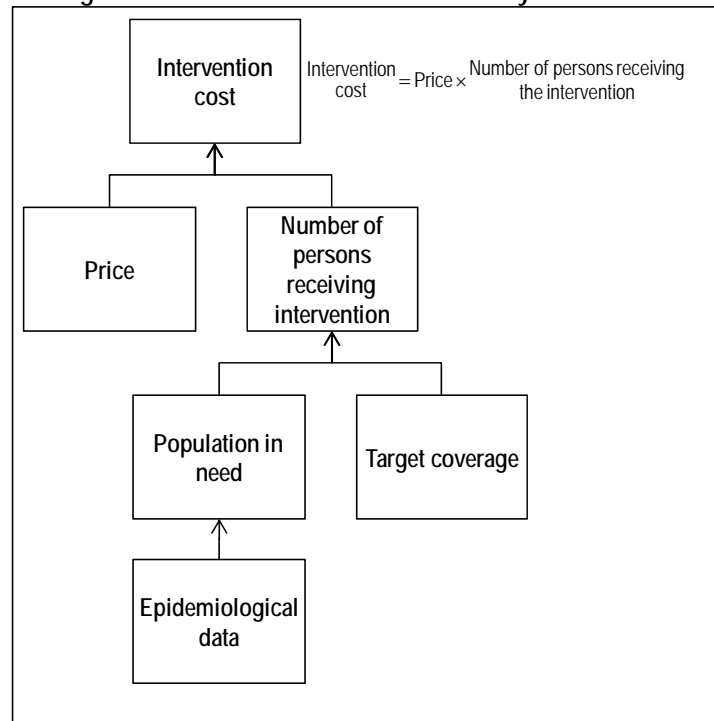 Intervention
cost
Intervention
cost = Price × Number of persons receiving
the intervention
Price
Number of
persons
receiving
intervention
Population in
need
Target coverage
Epidemiological
data